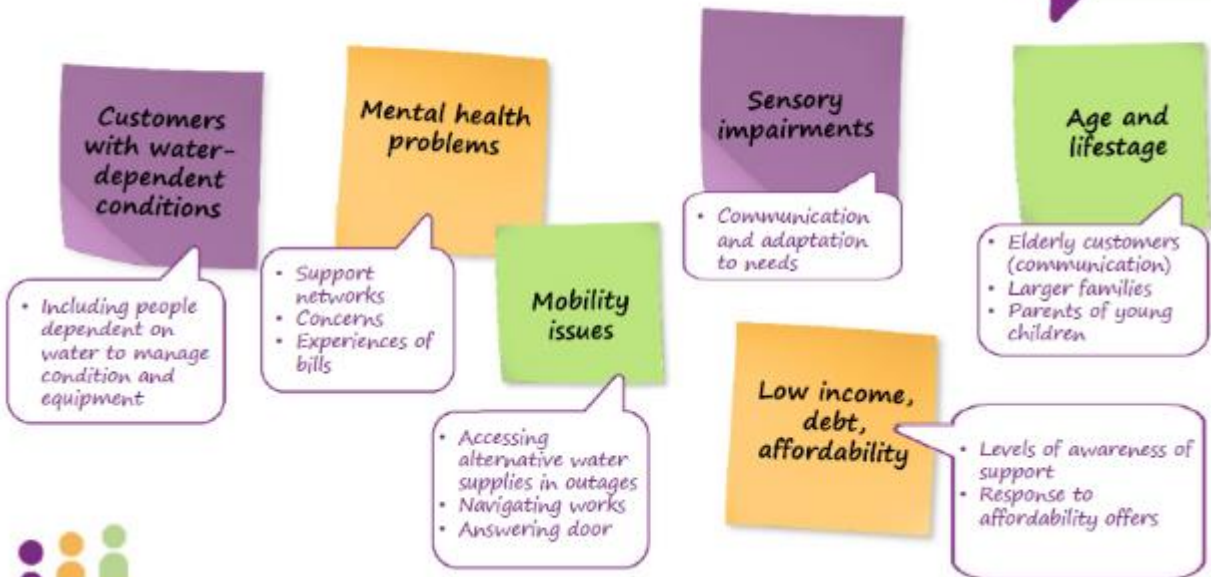 Customers
with water-
dependent
conditions
• Including people
dependent on
water to manage
condition and
equipment
Mental health
problems
• Support
networks
• Concerns
• Experiences of
bills
Mobility
issues
• Accessing
alternative water
supplies in outages
• Navigating works
• Answering door
Sensory
impairments
• Communication
and adaptation
to needs
Low income,
debt,
affordability
• Levels of awareness of
support
• Response to
affordability offers
Age and
lifestage
• Elderly customers
(communication)
• Larger families
• Parents of young
children